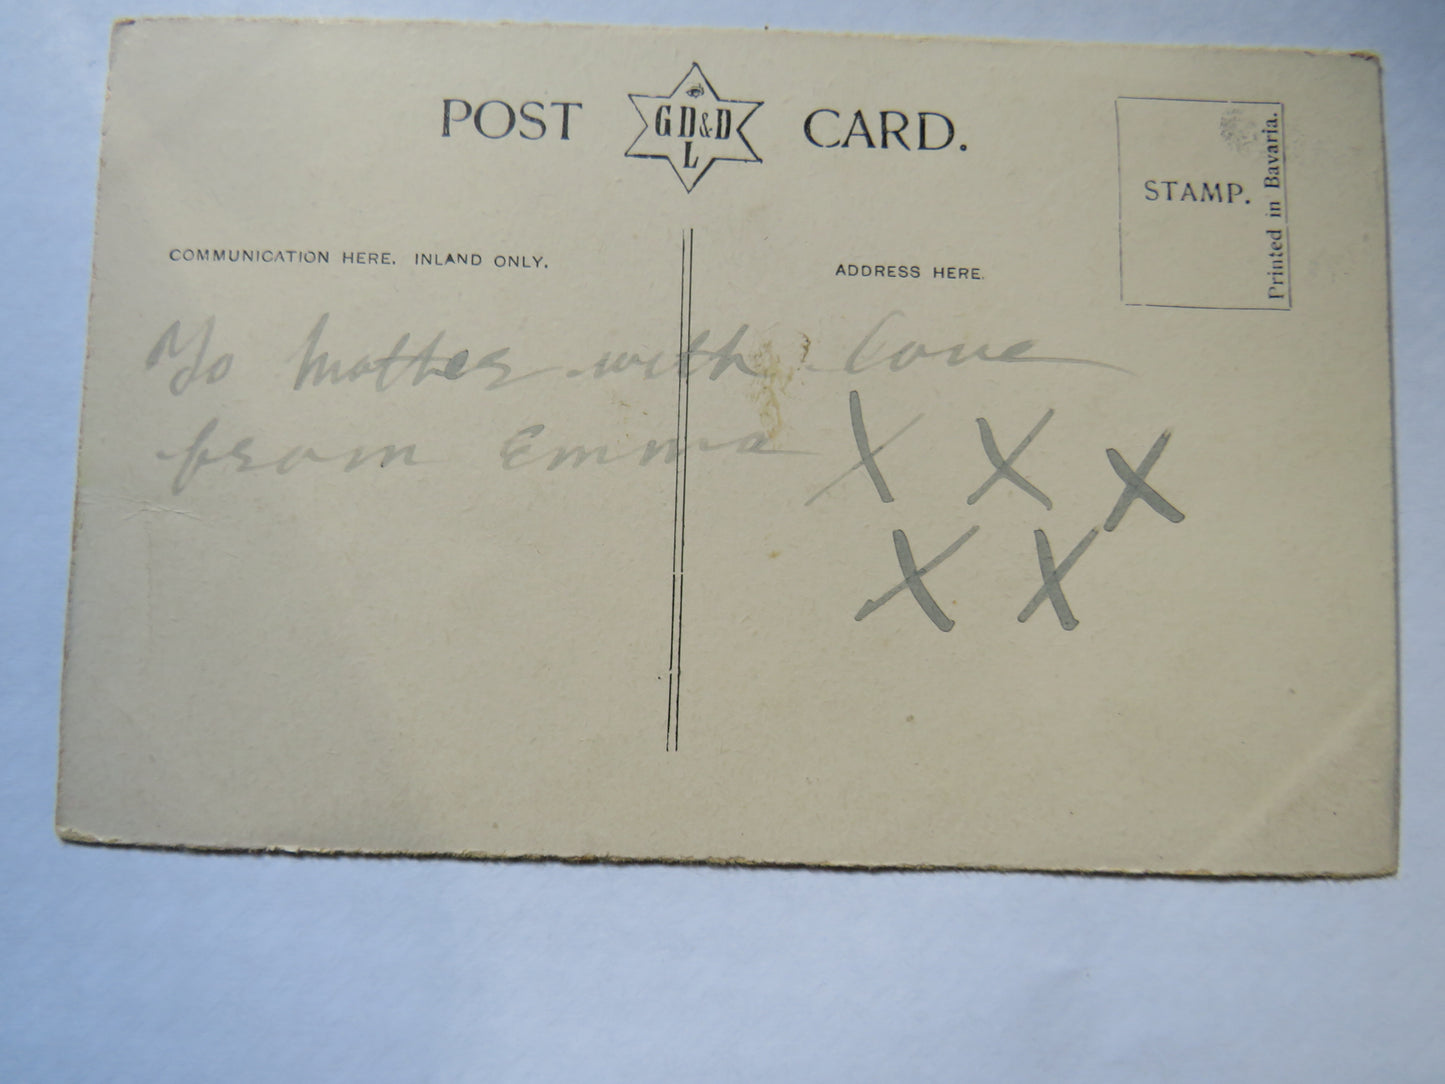 POST GD&D L CARD.
STAMP.
Printed in Bavaria.
COMMUNICATION HERE. INLAND ONLY.
ADDRESS HERE.
To Mother with love
from Emma
X X X
X X